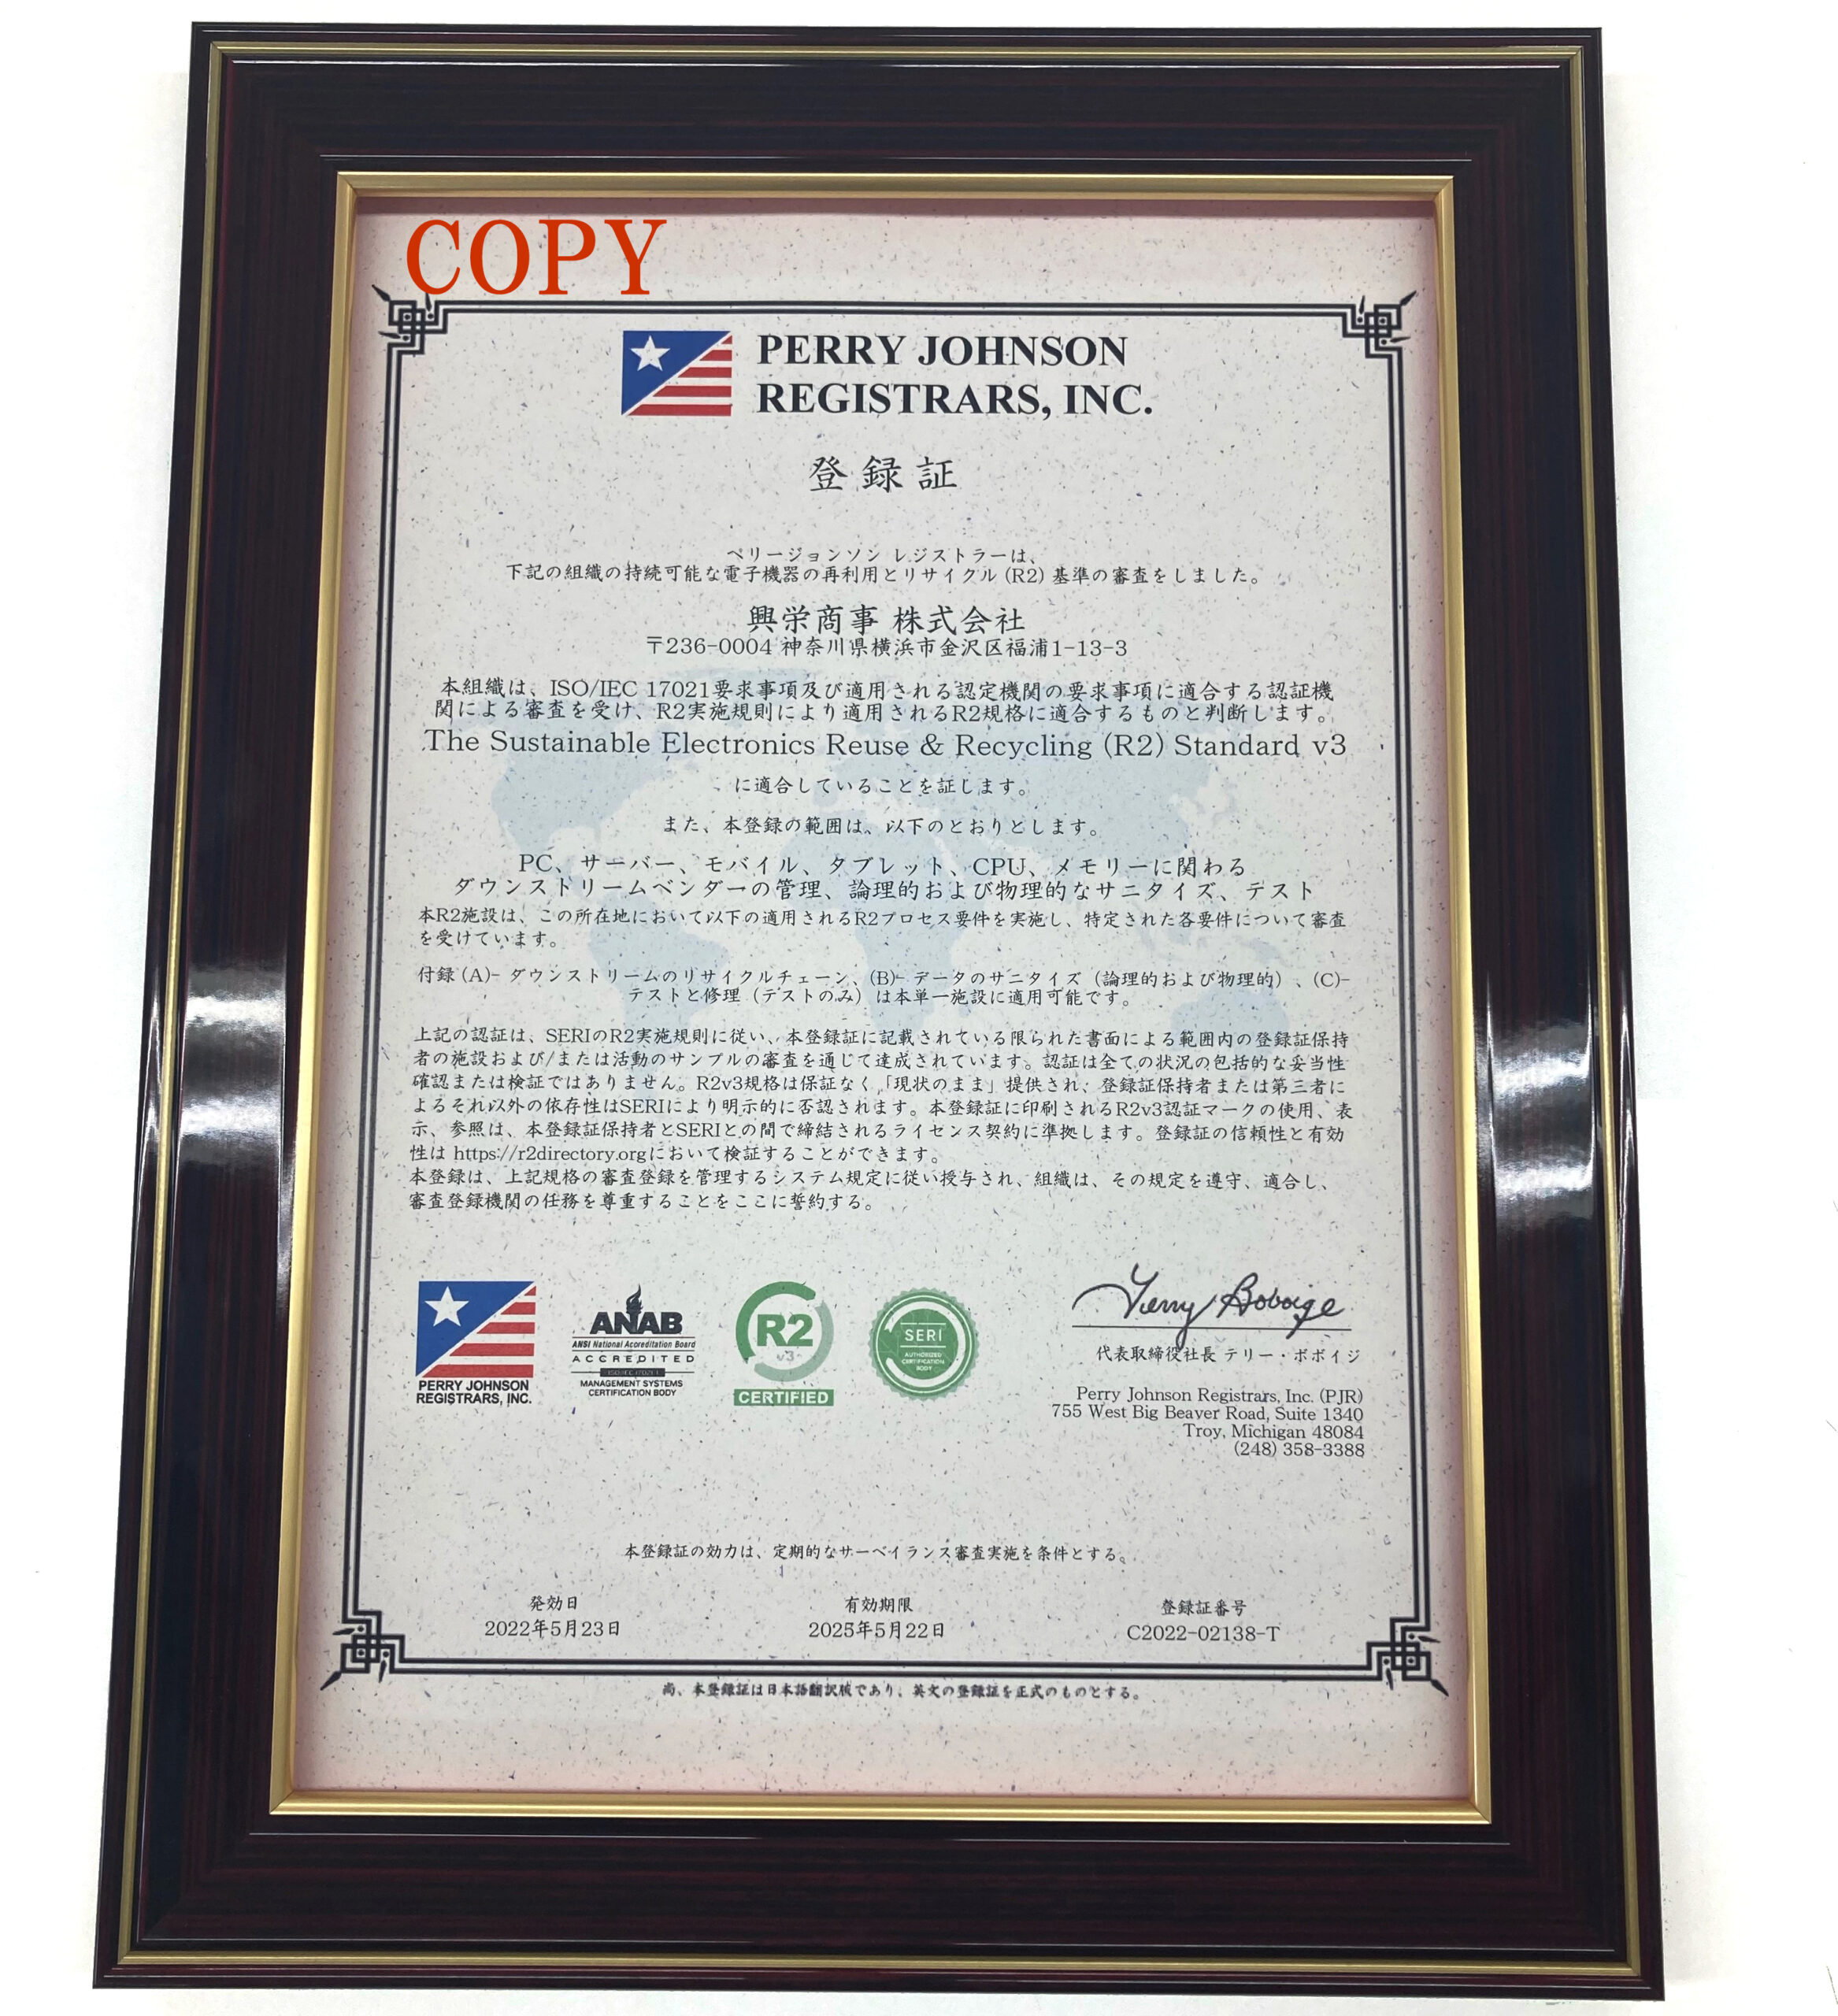 COPY
PERRY JOHNSON
REGISTRARS, INC.
登録証
ペリージョンソン レジストラーは、
下記の組織の持続可能な電子機器の再利用とリサイクル (R2) 基準の審査をしました。
興栄商事 株式会社
〒236-0004 神奈川県横浜市金沢区福浦1-13-3
本組織は、ISO/IEC 17021要求事項及び適用される認定機関の要求事項に適合する認証機
関による審査を受け、R2実施規則により適用されるR2規格に適合するものと判断します。
The Sustainable Electronics Reuse & Recycling (R2) Standard v3
に適合していることを証します。
また、本登録の範囲は、以下のとおりとします。
PC、サーバー、モバイル、タブレット、CPU、メモリーに関わる
ダウンストリームベンダーの管理、論理的および物理的なサニタイズ、テスト
本R2施設は、この所在地において以下の適用されるR2プロセス要件を実施し、特定された各要件について審査
を受けています。
付録 (A)- ダウンストリームのリサイクルチェーン、(B)- データのサニタイズ（論理的および物理的）、(C)-
テストと修理（テストのみ）は本単一施設に適用可能です。
上記の認証は、SERIのR2実施規則に従い、本登録証に記載されている限られた書面による範囲内の登録証保持
者の施設および/または活動のサンプルの審査を通じて達成されています。認証は全ての状況の包括的な妥当性
確認または検証ではありません。R2v3規格は保証なく「現状のまま」提供され、登録証保持者または第三者に
よるそれ以外の依存性はSERIにより明示的に否認されます。本登録証に印刷されるR2v3認証マークの使用、表
示、参照は、本登録証保持者とSERIとの間で締結されるライセンス契約に準拠します。登録証の信頼性と有効
性は https://r2directory.orgにおいて検証することができます。
本登録は、上記規格の審査登録を管理するシステム規定に従い授与され、組織は、その規定を遵守、適合し、
審査登録機関の任務を尊重することをここに誓約する。
PERRY JOHNSON
REGISTRARS, INC.
ANAB
ANSI National Accreditation Board
ACCREDITED
ISO/IEC 17021-1
MANAGEMENT SYSTEMS
CERTIFICATION BODY
R2
v3
CERTIFIED
SERI
AUTHORIZED
CERTIFICATION
BODY
Terry Boboige
代表取締役社長 テリー・ボボイジ
Perry Johnson Registrars, Inc. (PJR)
755 West Big Beaver Road, Suite 1340
Troy, Michigan 48084
(248) 358-3388
本登録証の効力は、定期的なサーベイランス審査実施を条件とする。
発効日 有効期限 登録証番号
2022年5月23日 2025年5月22日 C2022-02138-T
尚、本登録証は日本語翻訳版であり、英文の登録証を正式のものとする。